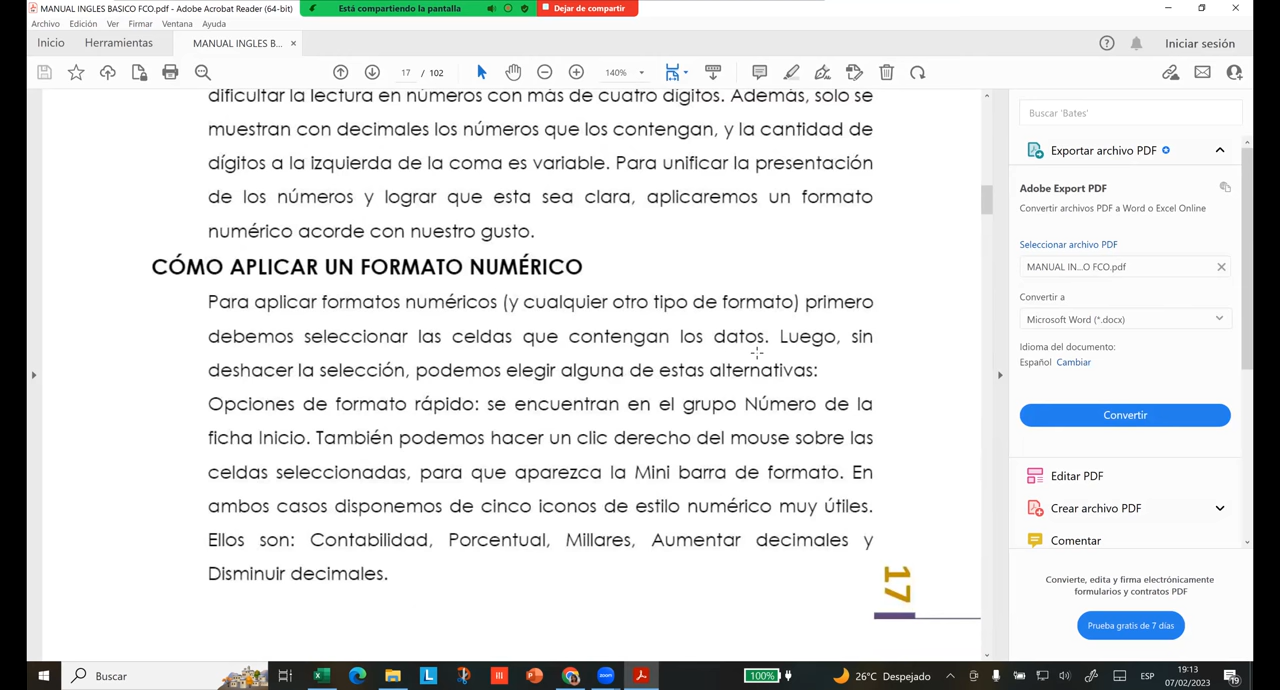 MANUAL INGLES BASICO FCO.pdf - Adobe Acrobat Reader (64-bit)
Está compartiendo la pantalla
Dejar de compartir
Archivo Edición Ver Firmar Ventana Ayuda
Inicio Herramientas MANUAL INGLES B... ×
Iniciar sesión
17 / 102 140%
dificultar la lectura en números con más de cuatro dígitos. Además, solo se
muestran con decimales los números que los contengan, y la cantidad de
dígitos a la izquierda de la coma es variable. Para unificar la presentación
de los números y lograr que esta sea clara, aplicaremos un formato
numérico acorde con nuestro gusto.
CÓMO APLICAR UN FORMATO NUMÉRICO
Para aplicar formatos numéricos (y cualquier otro tipo de formato) primero
debemos seleccionar las celdas que contengan los datos. Luego, sin
deshacer la selección, podemos elegir alguna de estas alternativas:
Opciones de formato rápido: se encuentran en el grupo Número de la
ficha Inicio. También podemos hacer un clic derecho del mouse sobre las
celdas seleccionadas, para que aparezca la Mini barra de formato. En
ambos casos disponemos de cinco iconos de estilo numérico muy útiles.
Ellos son: Contabilidad, Porcentual, Millares, Aumentar decimales y
Disminuir decimales.
17
Buscar 'Bates'
Exportar archivo PDF
Adobe Export PDF
Convertir archivos PDF a Word o Excel Online
Seleccionar archivo PDF
MANUAL IN...O FCO.pdf
Convertir a
Microsoft Word (*.docx)
Idioma del documento:
Español Cambiar
Convertir
Editar PDF
Crear archivo PDF
Comentar
Convierte, edita y firma electrónicamente
formularios y contratos PDF
Prueba gratis de 7 días
Buscar
zoom
100%
26°C Despejado
ESP
19:13
07/02/2023
19